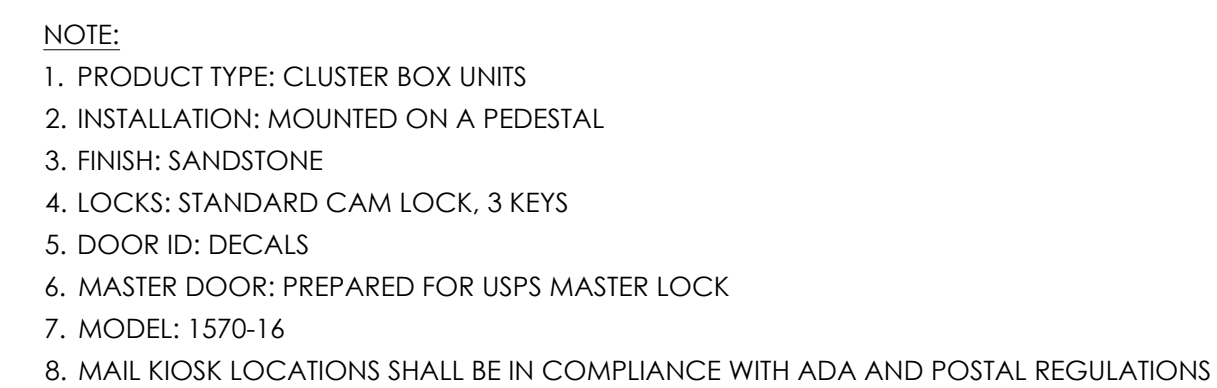 NOTE:
1. PRODUCT TYPE: CLUSTER BOX UNITS
2. INSTALLATION: MOUNTED ON A PEDESTAL
3. FINISH: SANDSTONE
4. LOCKS: STANDARD CAM LOCK, 3 KEYS
5. DOOR ID: DECALS
6. MASTER DOOR: PREPARED FOR USPS MASTER LOCK
7. MODEL: 1570-16
8. MAIL KIOSK LOCATIONS SHALL BE IN COMPLIANCE WITH ADA AND POSTAL REGULATIONS